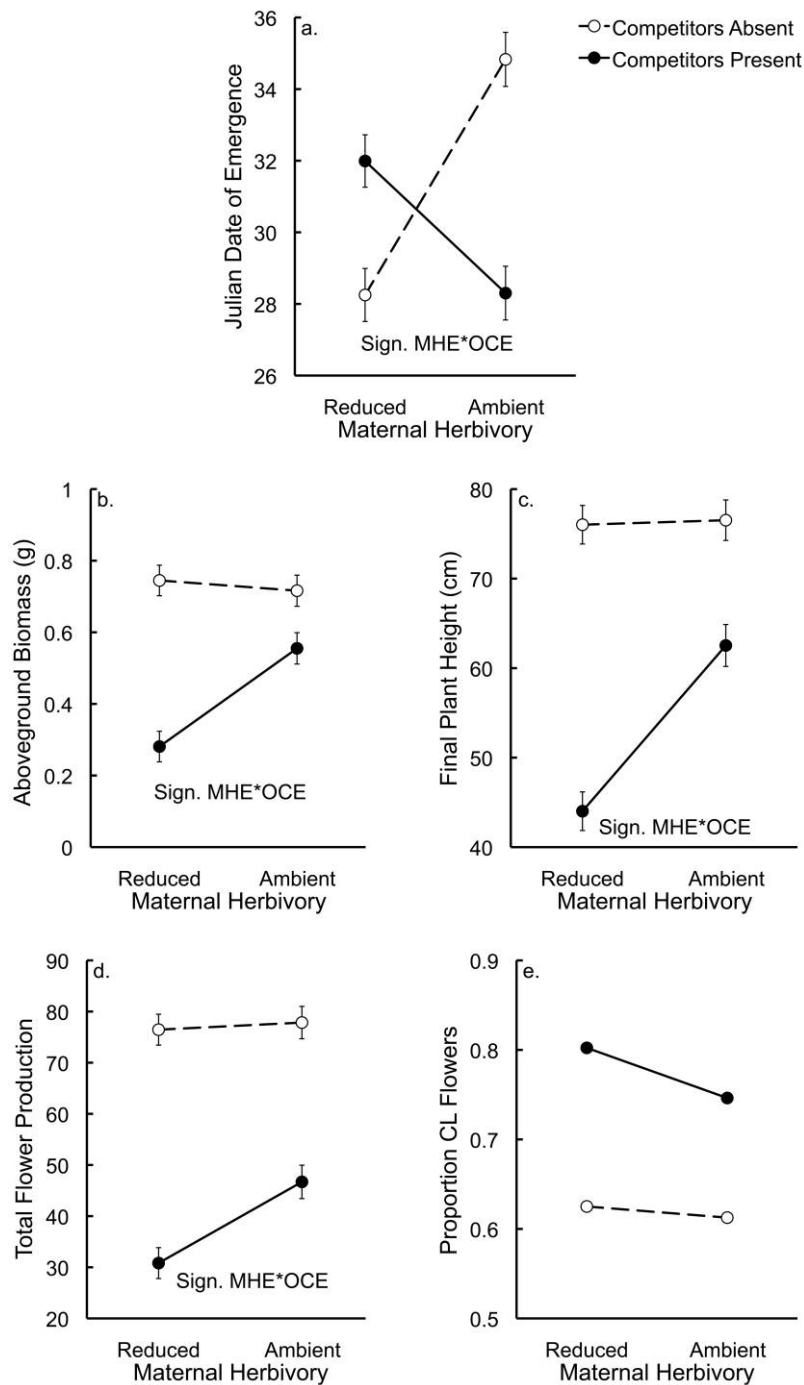 a.
Competitors Absent
Competitors Present
36
34
32
30
28
26
Julian Date of Emergence
Sign. MHE*OCE
Reduced Ambient
Maternal Herbivory
b.
1
0.8
0.6
0.4
0.2
0
Aboveground Biomass (g)
Sign. MHE*OCE
Reduced Ambient
Maternal Herbivory
c.
80
70
60
50
40
Final Plant Height (cm)
Sign. MHE*OCE
Reduced Ambient
Maternal Herbivory
d.
90
80
70
60
50
40
30
20
Total Flower Production
Sign. MHE*OCE
Reduced Ambient
Maternal Herbivory
e.
0.9
0.8
0.7
0.6
0.5
Proportion CL Flowers
Reduced Ambient
Maternal Herbivory